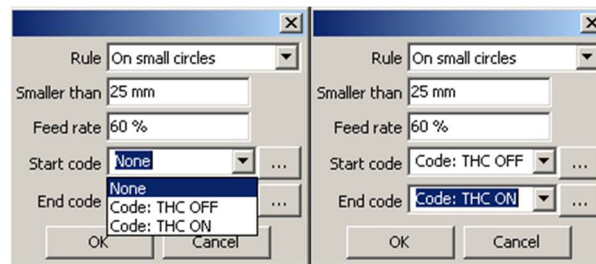 Rule On small circles
Smaller than 25 mm
Feed rate 60 %
Start code None ...
None
Code: THC OFF
Code: THC ON
End code ...
OK Cancel
Rule On small circles
Smaller than 25 mm
Feed rate 60 %
Start code Code: THC OFF ...
End code Code: THC ON ...
OK Cancel